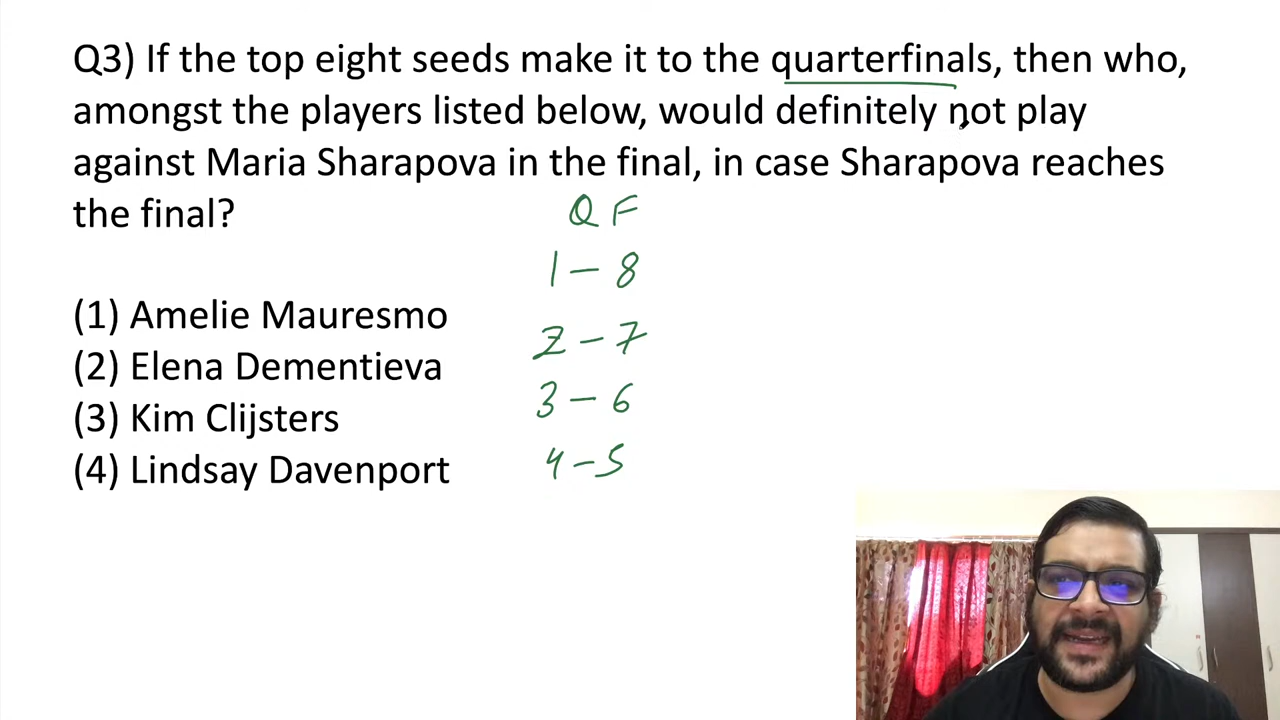 Q3) If the top eight seeds make it to the quarterfinals, then who,
amongst the players listed below, would definitely not play
against Maria Sharapova in the final, in case Sharapova reaches
the final?
Q F
1 – 8
(1) Amelie Mauresmo
2 – 7
(2) Elena Dementieva
3 – 6
(3) Kim Clijsters
4 – 5
(4) Lindsay Davenport